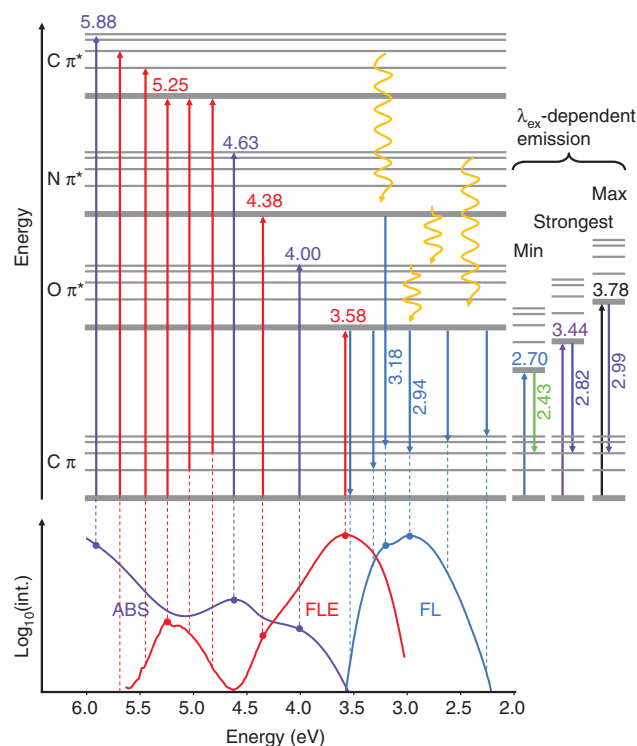 5.88
C π*
5.25
λex-dependent
emission
4.63
N π*
Max
4.38
Strongest
Min
Energy
4.00
O π*
3.78
3.58
3.44
3.18
2.94
2.70
2.43
2.82
2.99
C π
Log10(int.)
ABS
FLE
FL
6.0 5.5 5.0 4.5 4.0 3.5 3.0 2.5 2.0
Energy (eV)